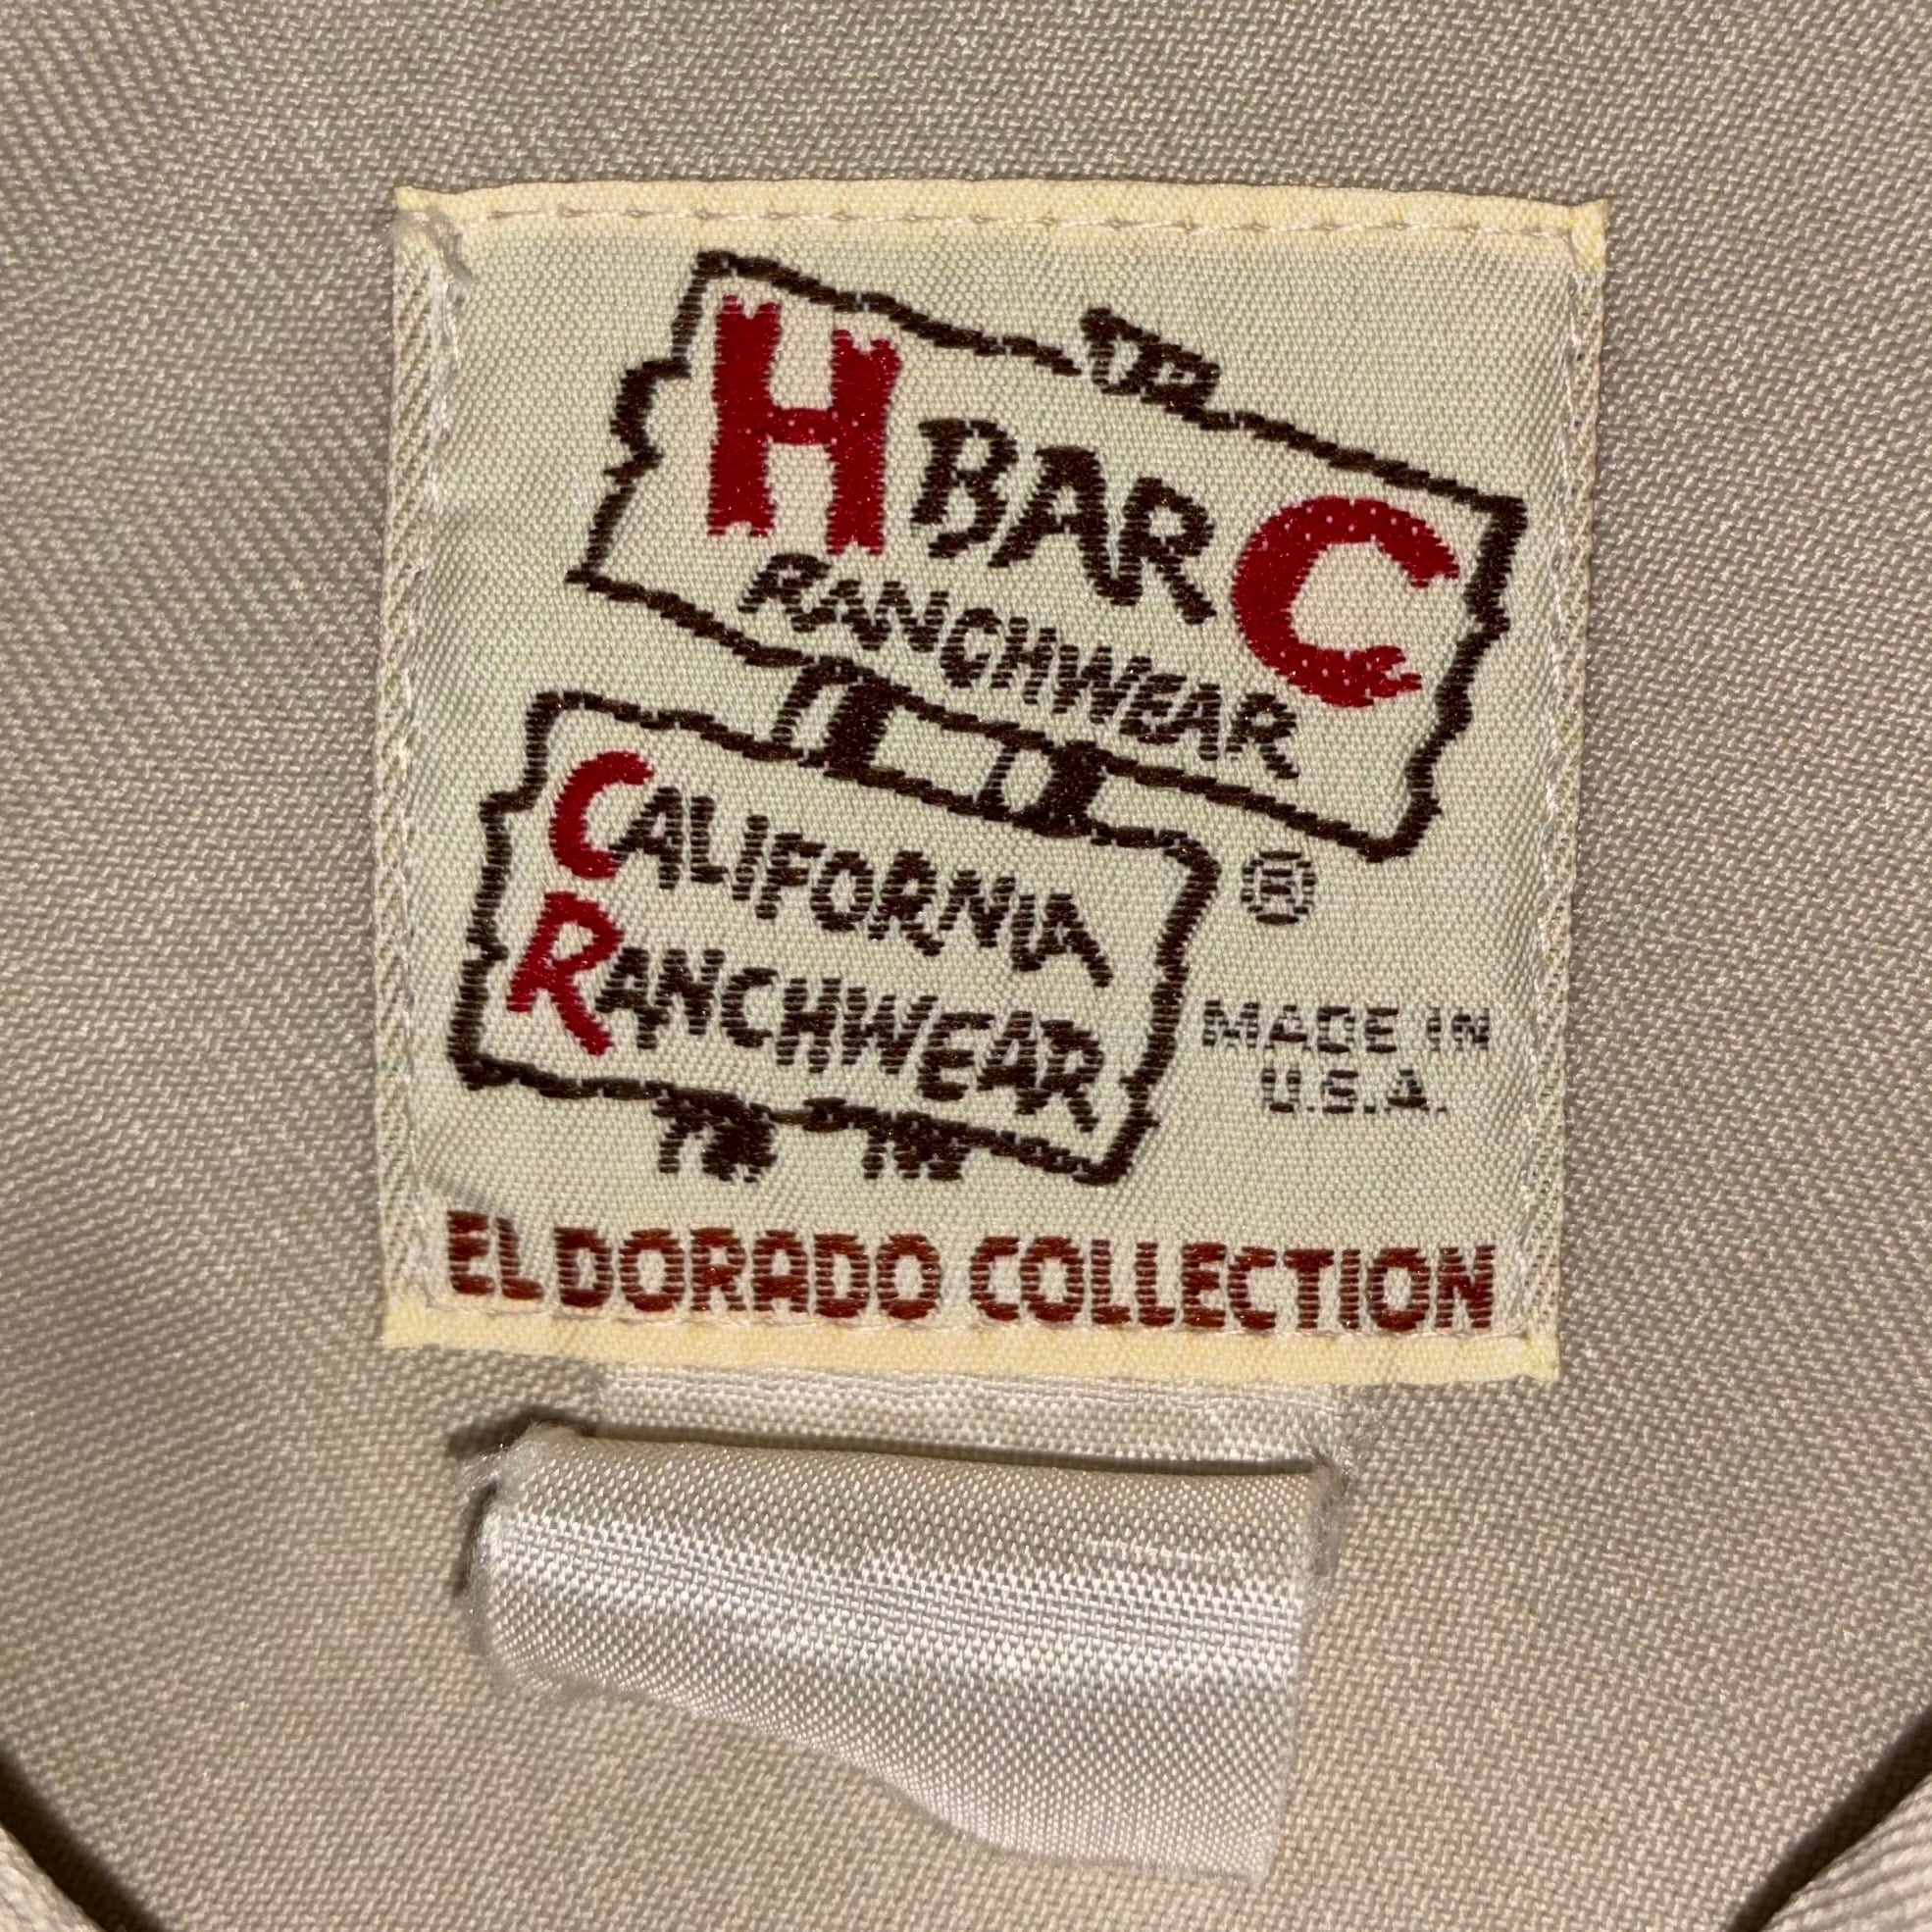 H BAR C
RANCHWEAR
CALIFORNIA
RANCHWEAR
®
MADE IN
U.S.A.
EL DORADO COLLECTION